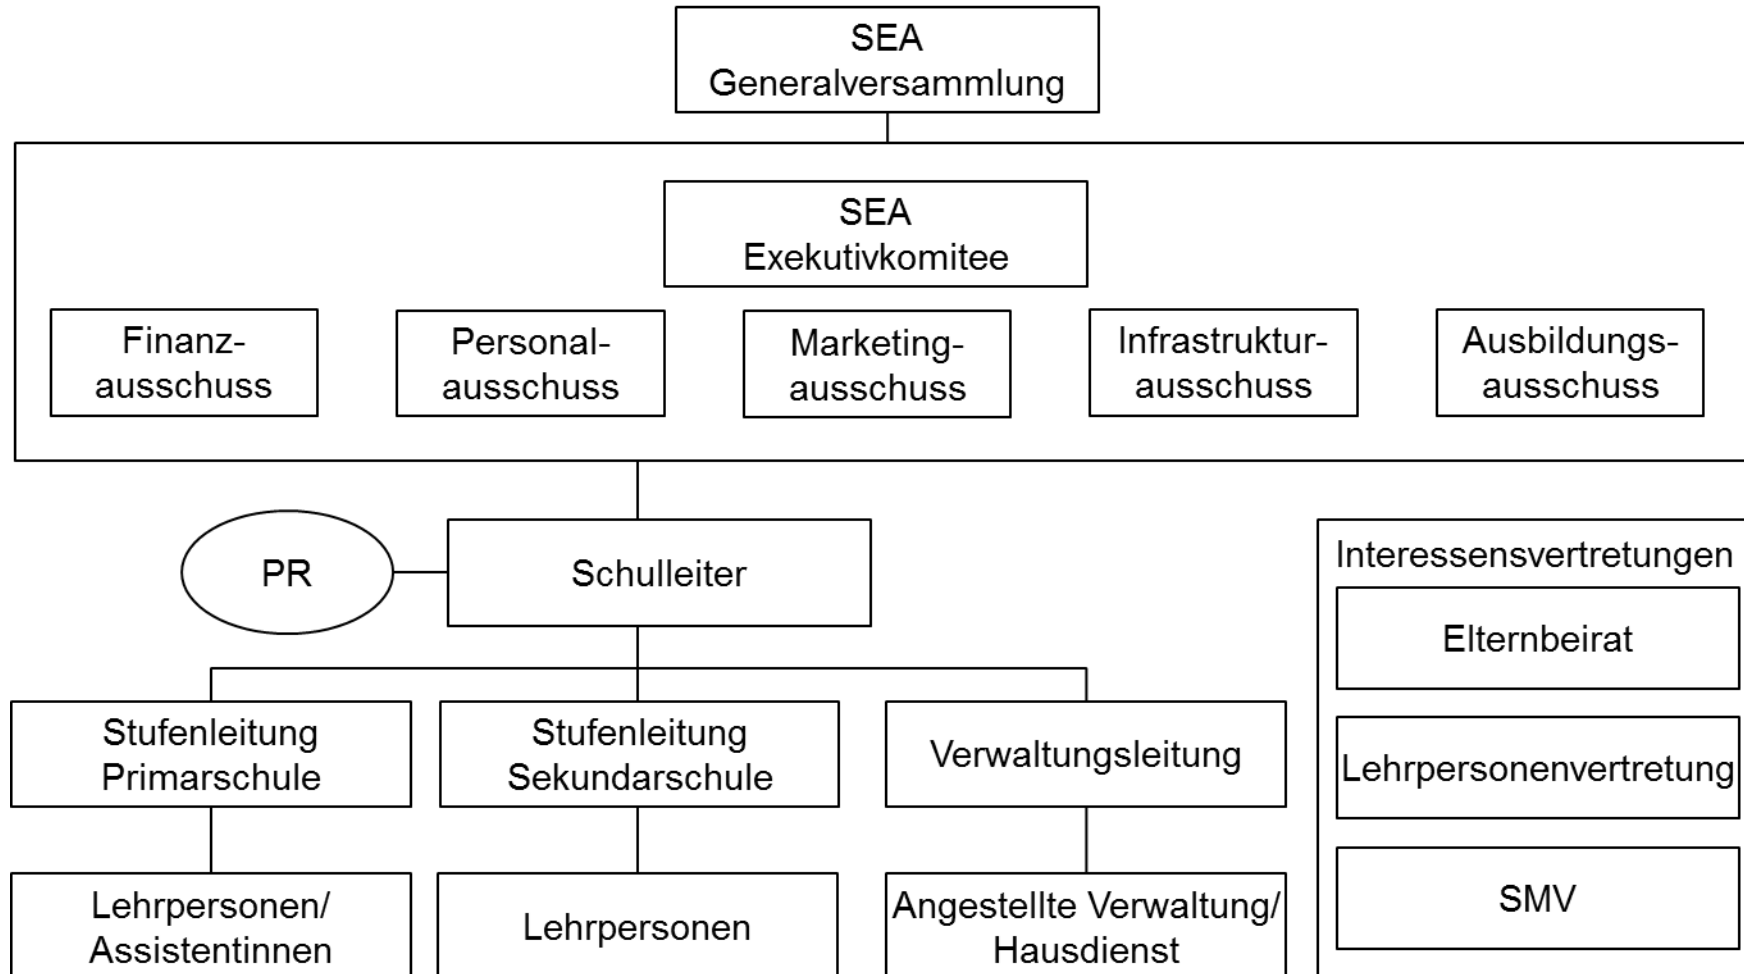 SEA
Generalversammlung
SEA
Exekutivkomitee
Finanz-
ausschuss
Personal-
ausschuss
Marketing-
ausschuss
Infrastruktur-
ausschuss
Ausbildungs-
ausschuss
PR
Schulleiter
Interessensvertretungen
Elternbeirat
Lehrpersonenvertretung
SMV
Stufenleitung
Primarschule
Stufenleitung
Sekundarschule
Verwaltungsleitung
Lehrpersonen/
Assistentinnen
Lehrpersonen
Angestellte Verwaltung/
Hausdienst